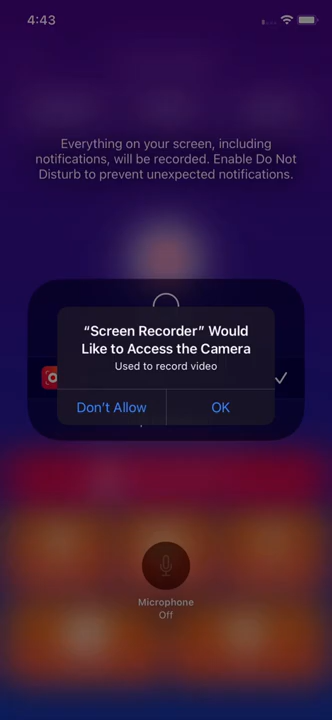 4:43
Everything on your screen, including
notifications, will be recorded. Enable Do Not
Disturb to prevent unexpected notifications.
“Screen Recorder” Would
Like to Access the Camera
Used to record video
Don’t Allow
OK
Microphone
Off